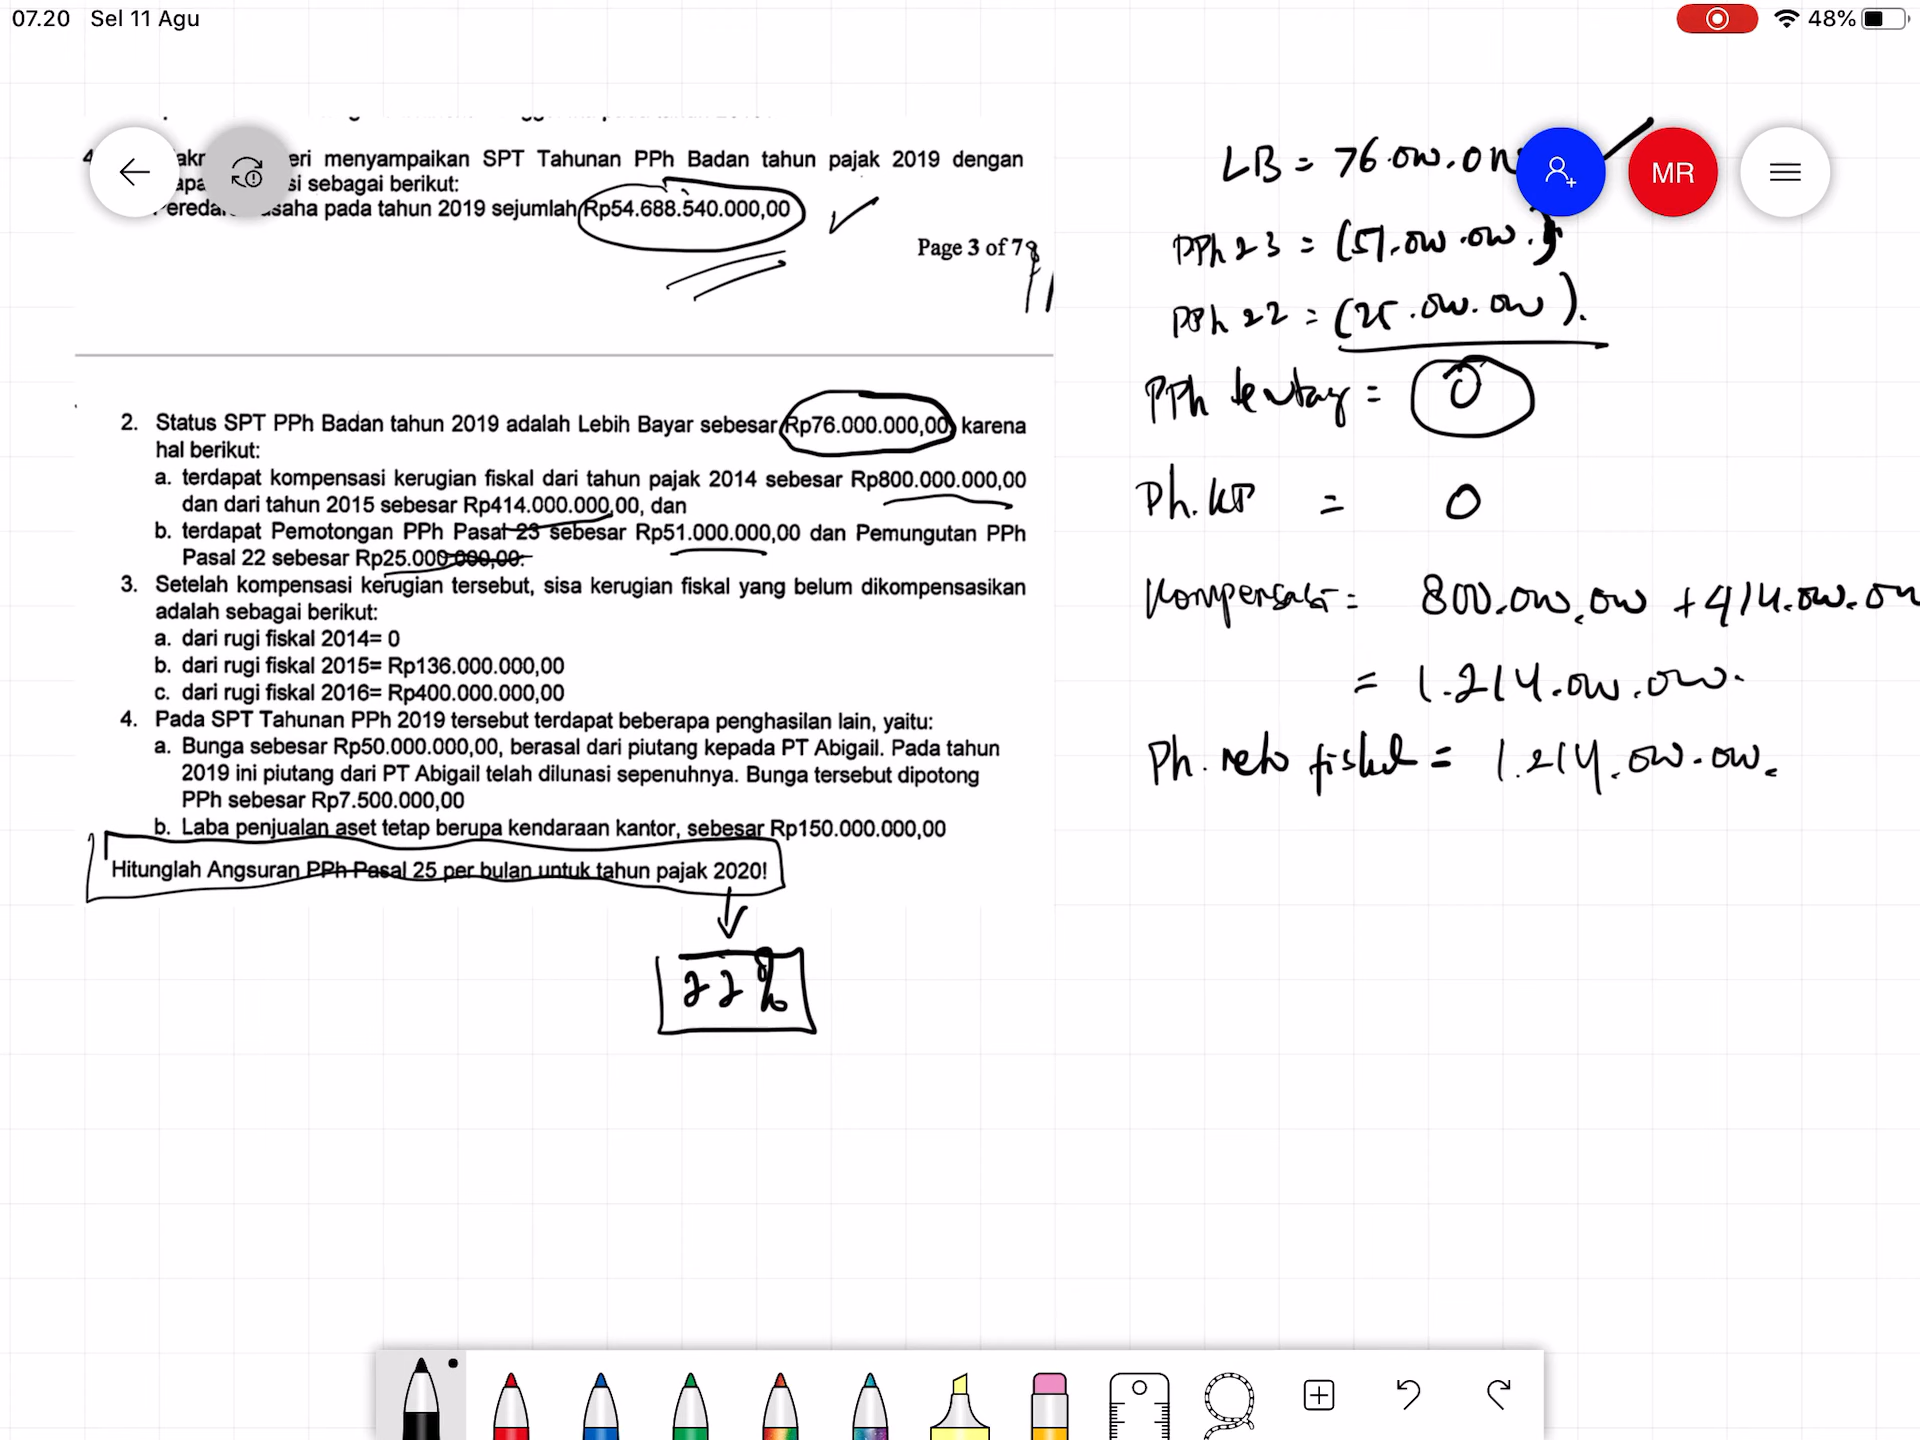 07.20 Sel 11 Agu
48%
eri menyampaikan SPT Tahunan PPh Badan tahun pajak 2019 dengan
si sebagai berikut:
saha pada tahun 2019 sejumlah Rp54.688.540.000,00
Page 3 of 7
2. Status SPT PPh Badan tahun 2019 adalah Lebih Bayar sebesar Rp76.000.000,00 karena
hal berikut:
a. terdapat kompensasi kerugian fiskal dari tahun pajak 2014 sebesar Rp800.000.000,00
dan dari tahun 2015 sebesar Rp414.000.000,00, dan
b. terdapat Pemotongan PPh Pasal 23 sebesar Rp51.000.000,00 dan Pemungutan PPh
Pasal 22 sebesar Rp25.000.000,00.
3. Setelah kompensasi kerugian tersebut, sisa kerugian fiskal yang belum dikompensasikan
adalah sebagai berikut:
a. dari rugi fiskal 2014= 0
b. dari rugi fiskal 2015= Rp136.000.000,00
c. dari rugi fiskal 2016= Rp400.000.000,00
4. Pada SPT Tahunan PPh 2019 tersebut terdapat beberapa penghasilan lain, yaitu:
a. Bunga sebesar Rp50.000.000,00, berasal dari piutang kepada PT Abigail. Pada tahun
2019 ini piutang dari PT Abigail telah dilunasi sepenuhnya. Bunga tersebut dipotong
PPh sebesar Rp7.500.000,00
b. Laba penjualan aset tetap berupa kendaraan kantor, sebesar Rp150.000.000,00
Hitunglah Angsuran PPh Pasal 25 per bulan untuk tahun pajak 2020!
22%
MR
LB = 76.000.000
PPh 23 = (51.000.000.)
PPh 22 = (25.000.000).
PPh terutang = 0
Ph.KP = 0
Kompensasi = 800.000.000 + 414.000.00
= 1.214.000.000.
Ph. neto fiskal = 1.214.000.000.